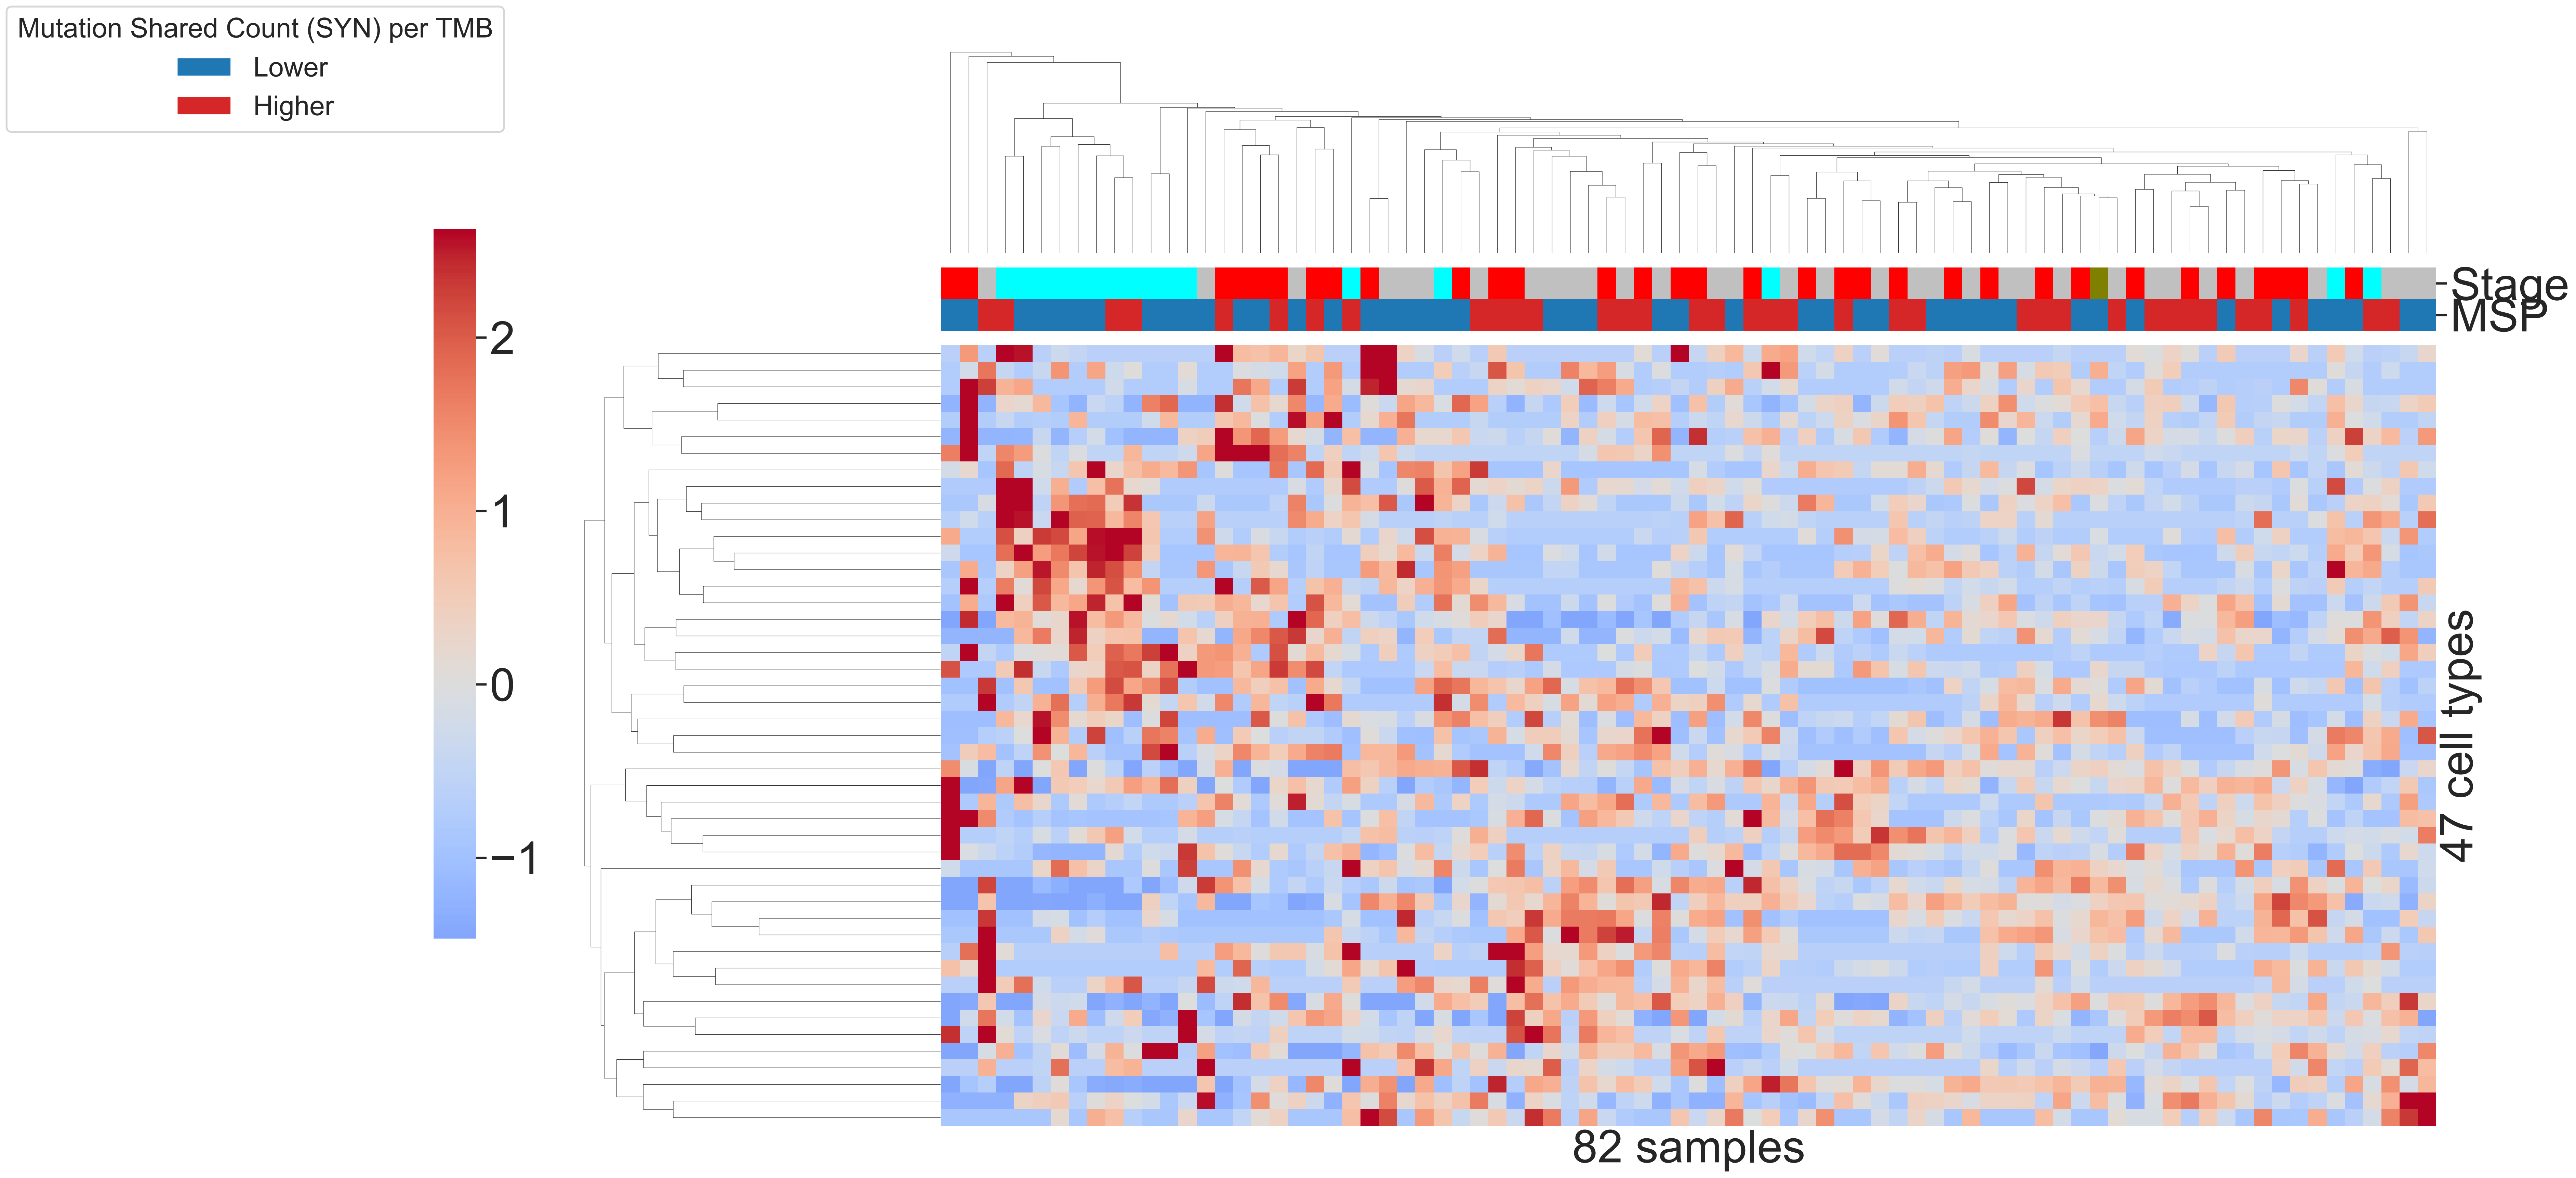 Mutation Shared Count (SYN) per TMB
Lower
Higher
Stage
MSP
2
1
0
−1
47 cell types
82 samples